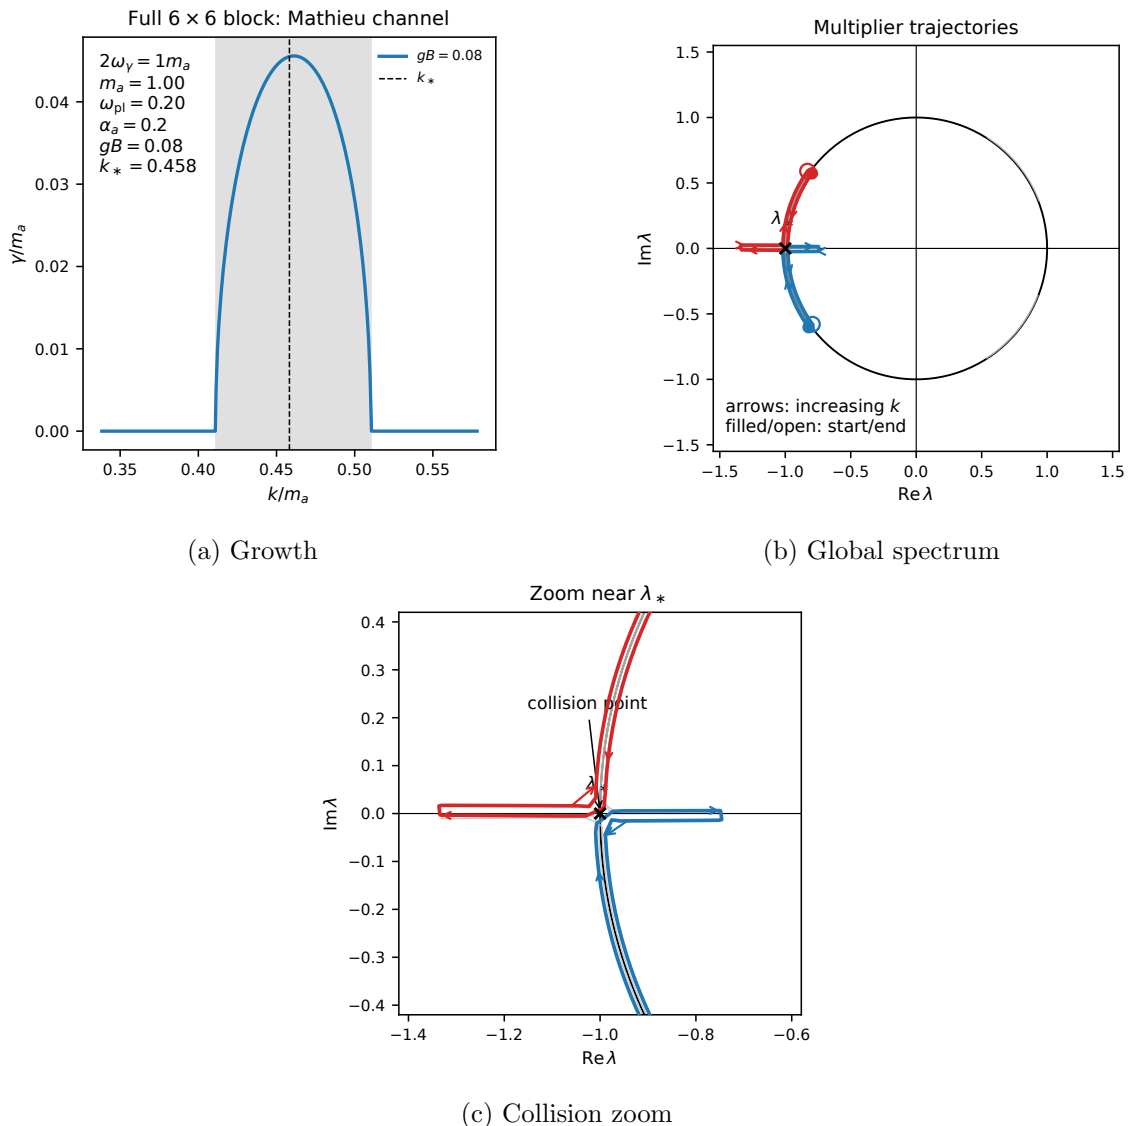 Full 6 × 6 block: Mathieu channel
2ω_γ = 1m_a
m_a = 1.00
ω_pl = 0.20
α_a = 0.2
gB = 0.08
k_* = 0.458
gB = 0.08
k_*
0.04
0.03
0.02
0.01
0.00
γ/m_a
0.35 0.40 0.45 0.50 0.55
k/m_a
(a) Growth
Multiplier trajectories
1.5
1.0
0.5
0.0
−0.5
−1.0
−1.5
Im λ
λ
arrows: increasing k
filled/open: start/end
−1.5 −1.0 −0.5 0.0 0.5 1.0 1.5
Re λ
(b) Global spectrum
Zoom near λ_*
0.4
0.3
0.2
0.1
0.0
−0.1
−0.2
−0.3
−0.4
Im λ
collision point
λ
−1.4 −1.2 −1.0 −0.8 −0.6
Re λ
(c) Collision zoom